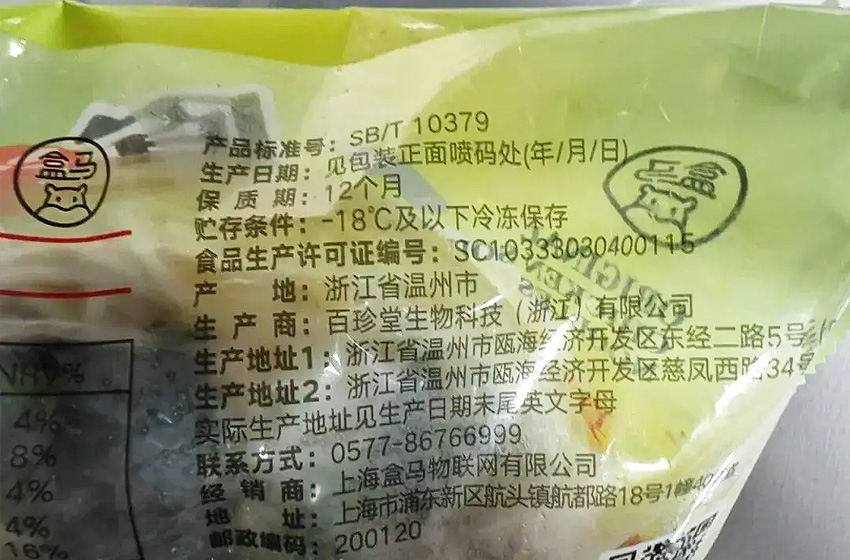 盒马
产品标准号：SB/T 10379
生产日期：见包装正面喷码处(年/月/日)
保质期：12个月
贮存条件：-18℃及以下冷冻保存
食品生产许可证编号：SC10333030400115
产地：浙江省温州市
生产商：百珍堂生物科技（浙江）有限公司
生产地址1：浙江省温州市瓯海经济开发区东经二路5号
生产地址2：浙江省温州市瓯海经济开发区慈凤西路34号
实际生产地址见生产日期末尾英文字母
联系方式：0577-86766999
经销商：上海盒马物联网有限公司
地址：上海市浦东新区航头镇航都路18号1幢
邮政编码：200120
盒马
NRV%
4%
8%
4%
4%
16%